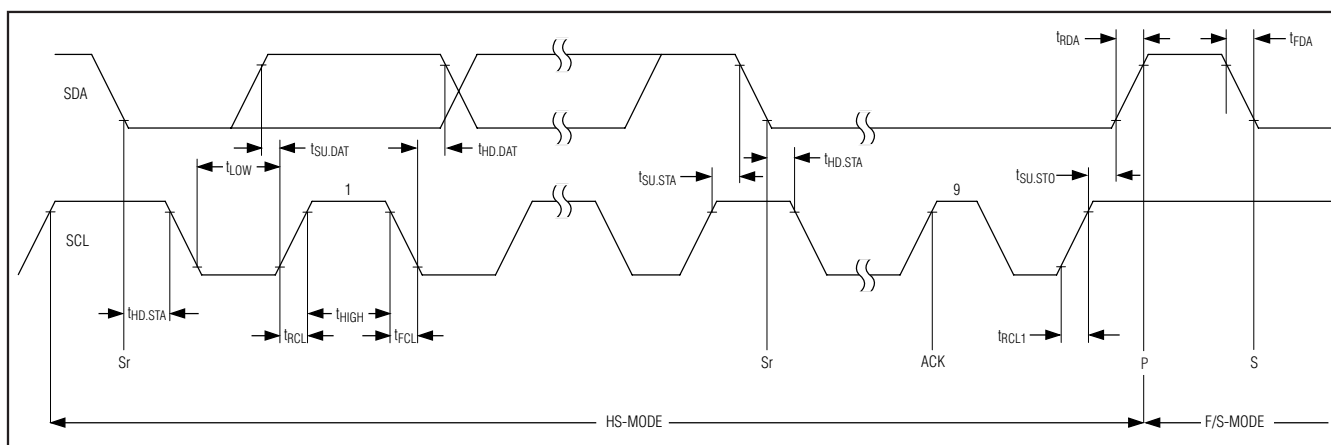 tRDA
tFDA
SDA
tSU.DAT
tHD.DAT
tLOW
tHD.STA
tSU.STA
tSU.STO
1
9
SCL
tHD.STA
tHIGH
tRCL
tFCL
tRCL1
Sr
Sr
ACK
P
S
HS-MODE
F/S-MODE